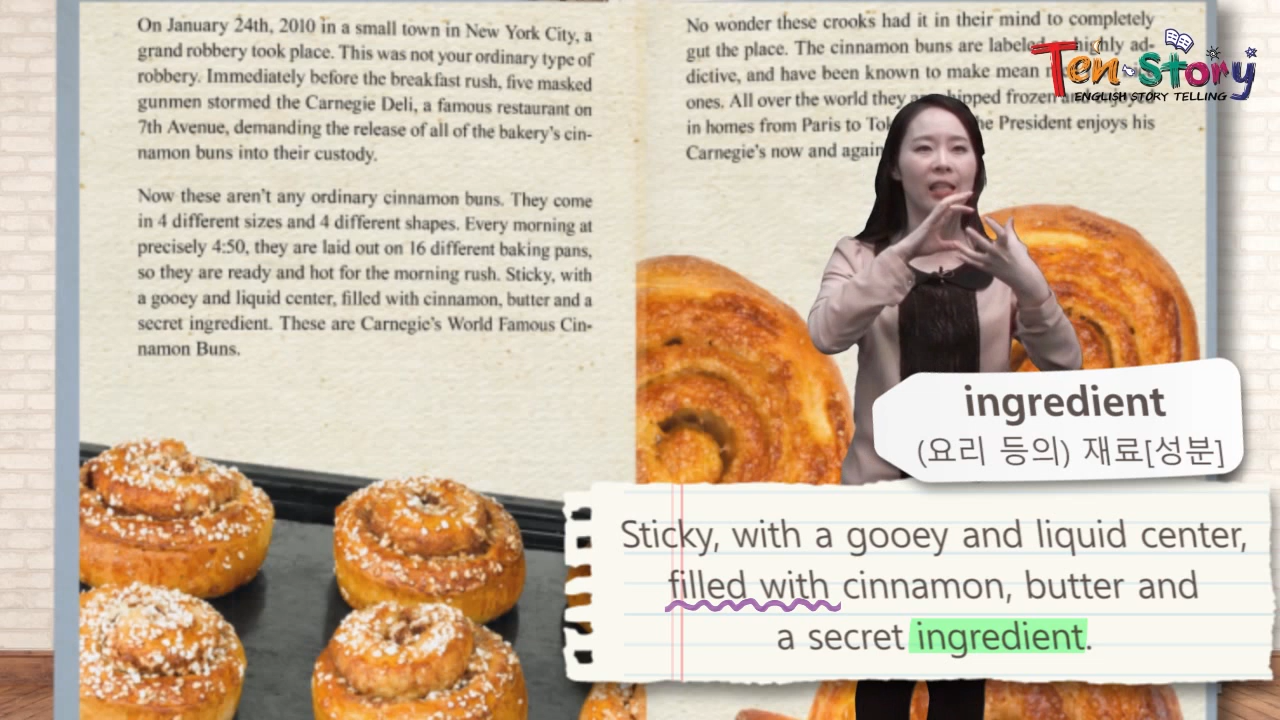 On January 24th, 2010 in a small town in New York City, a
grand robbery took place. This was not your ordinary type of
robbery. Immediately before the breakfast rush, five masked
gunmen stormed the Carnegie Deli, a famous restaurant on
7th Avenue, demanding the release of all of the bakery's cin-
namon buns into their custody.
Now these aren't any ordinary cinnamon buns. They come
in 4 different sizes and 4 different shapes. Every morning at
precisely 4:50, they are laid out on 16 different baking pans,
so they are ready and hot for the morning rush. Sticky, with
a gooey and liquid center, filled with cinnamon, butter and a
secret ingredient. These are Carnegie's World Famous Cin-
namon Buns.
No wonder these crooks had it in their mind to completely
gut the place. The cinnamon buns are labeled highly ad-
dictive, and have been known to make mean
ones. All over the world they shipped frozen
in homes from Paris to the President enjoys his
Carnegie's now and again
Ten-Story
ENGLISH STORY TELLING
ingredient
(요리 등의) 재료[성분]
Sticky, with a gooey and liquid center,
filled with cinnamon, butter and
a secret ingredient.